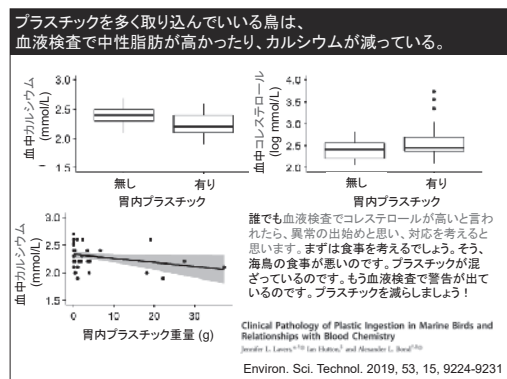 プラスチックを多く取り込んでいいる鳥は、
血液検査で中性脂肪が高かったり、カルシウムが減っている。
血中カルシウム
(mmol/L)
3.0
2.5
2.0
1.5
無し
有り
胃内プラスチック
血中コレステロール
(log mmol/L)
4.0
3.5
3.0
2.5
2.0
無し
有り
胃内プラスチック
血中カルシウム
(mmol/L)
3.0
2.5
2.0
1.5
0
10
20
30
胃内プラスチック重量 (g)
誰でも血液検査でコレステロールが高いと言わ
れたら、異常の出始めと思い、対応を考えると
思います。まずは食事を考えるでしょう。そう、
海鳥の食事が悪いのです。プラスチックが混
ざっているのです。もう血液検査で警告が出て
いるのです。プラスチックを減らしましょう！
Clinical Pathology of Plastic Ingestion in Marine Birds and
Relationships with Blood Chemistry
Jennifer L. Lavers, Ian Hutton, and Alexander L. Bond
Environ. Sci. Technol. 2019, 53, 15, 9224-9231